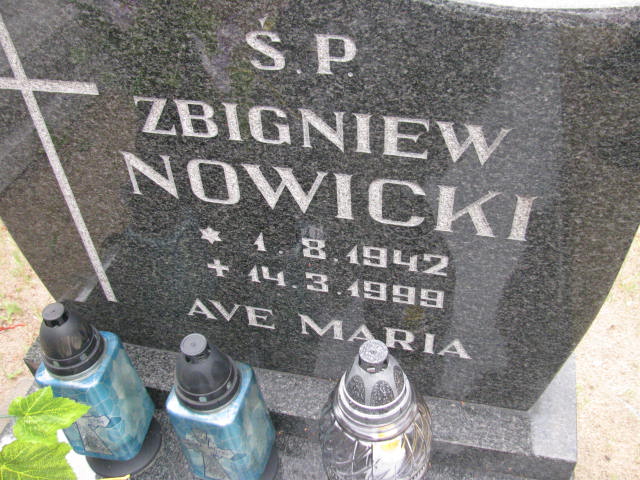 Ś.P.
ZBIGNIEW
NOWICKI
* 1.8.1942
+ 14.3.1999
AVE MARIA